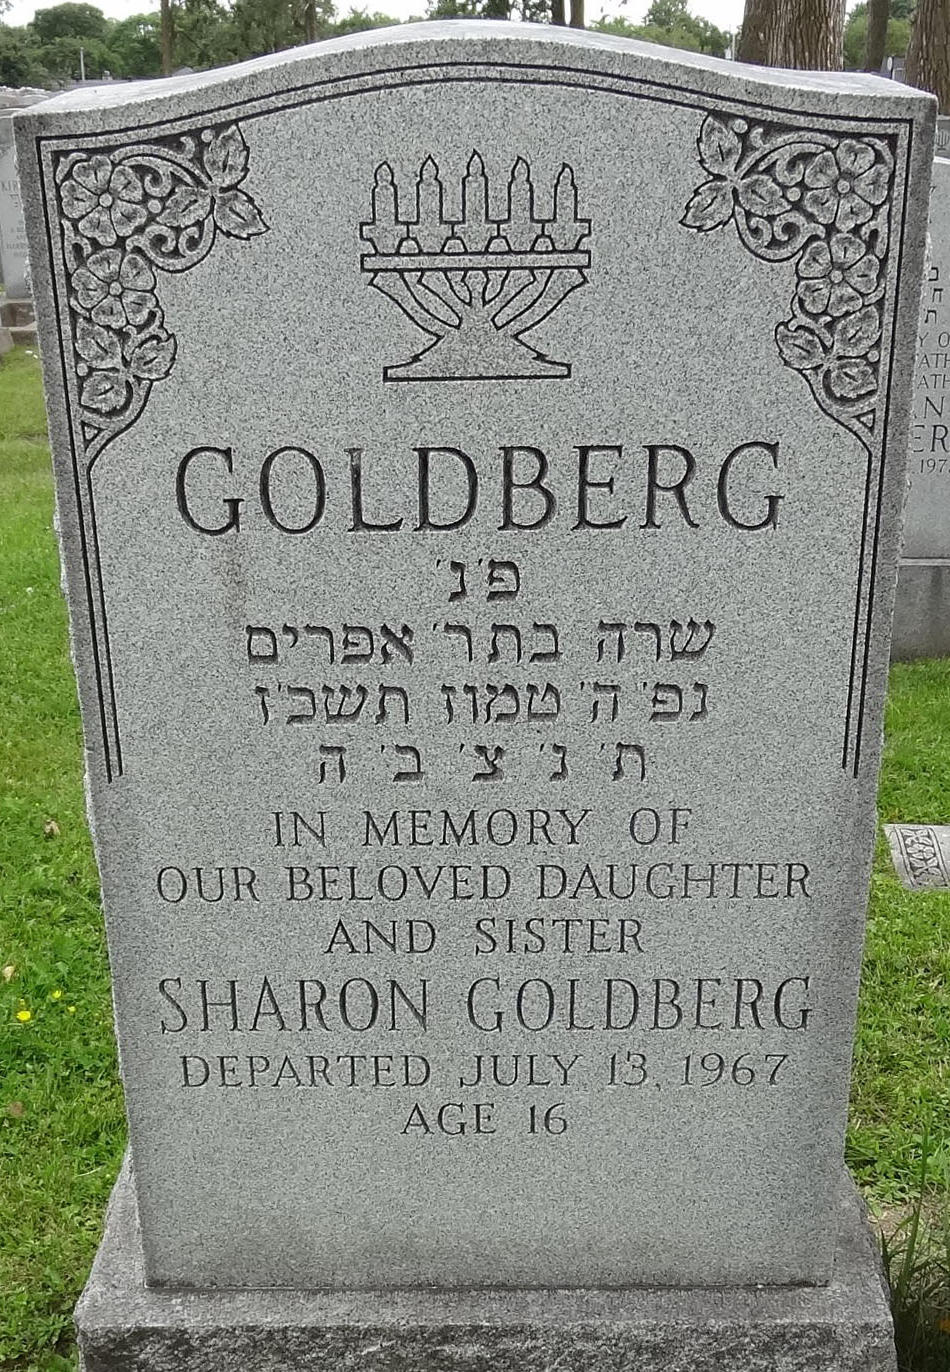 GOLDBERG
פ'נ'
שרה בתר' אפרים
נפ' ה' טמוז תשכ'ז
ת' נ' צ' ב' ה'
IN MEMORY OF
OUR BELOVED DAUGHTER
AND SISTER
SHARON GOLDBERG
DEPARTED JULY 13, 1967
AGE 16